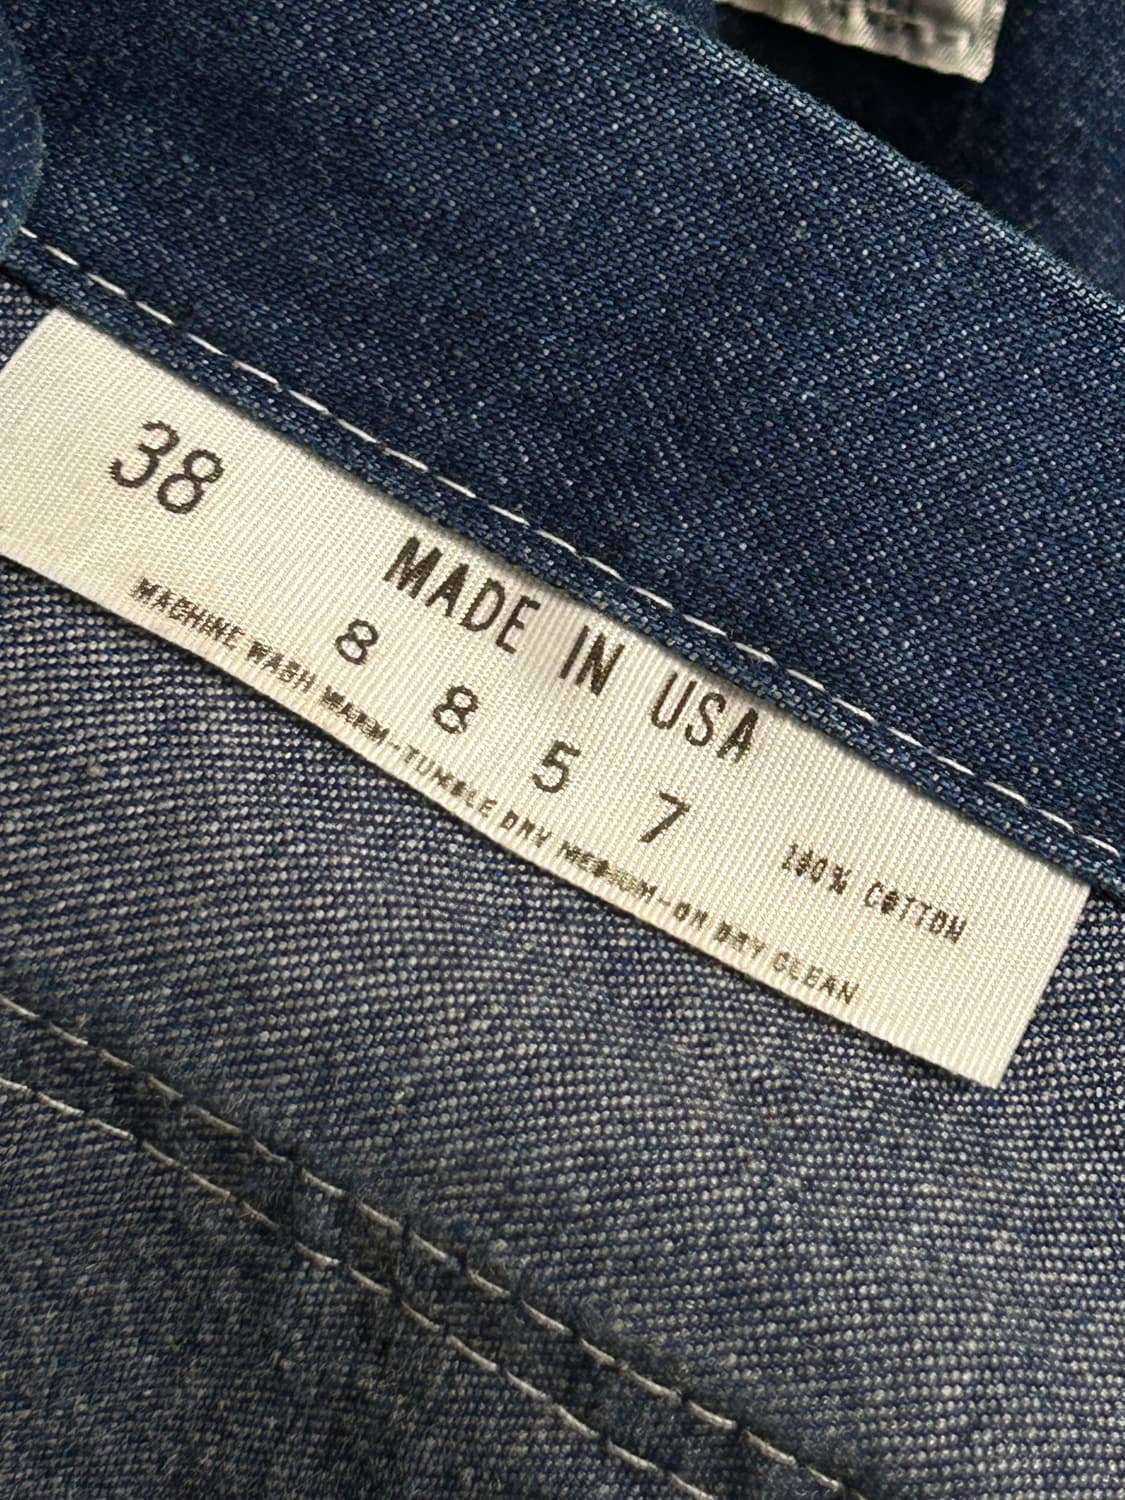 38
MADE IN USA
8 8 5 7
100% COTTON
MACHINE WASH WARM-TUMBLE DRY MEDIUM-OR DRY CLEAN